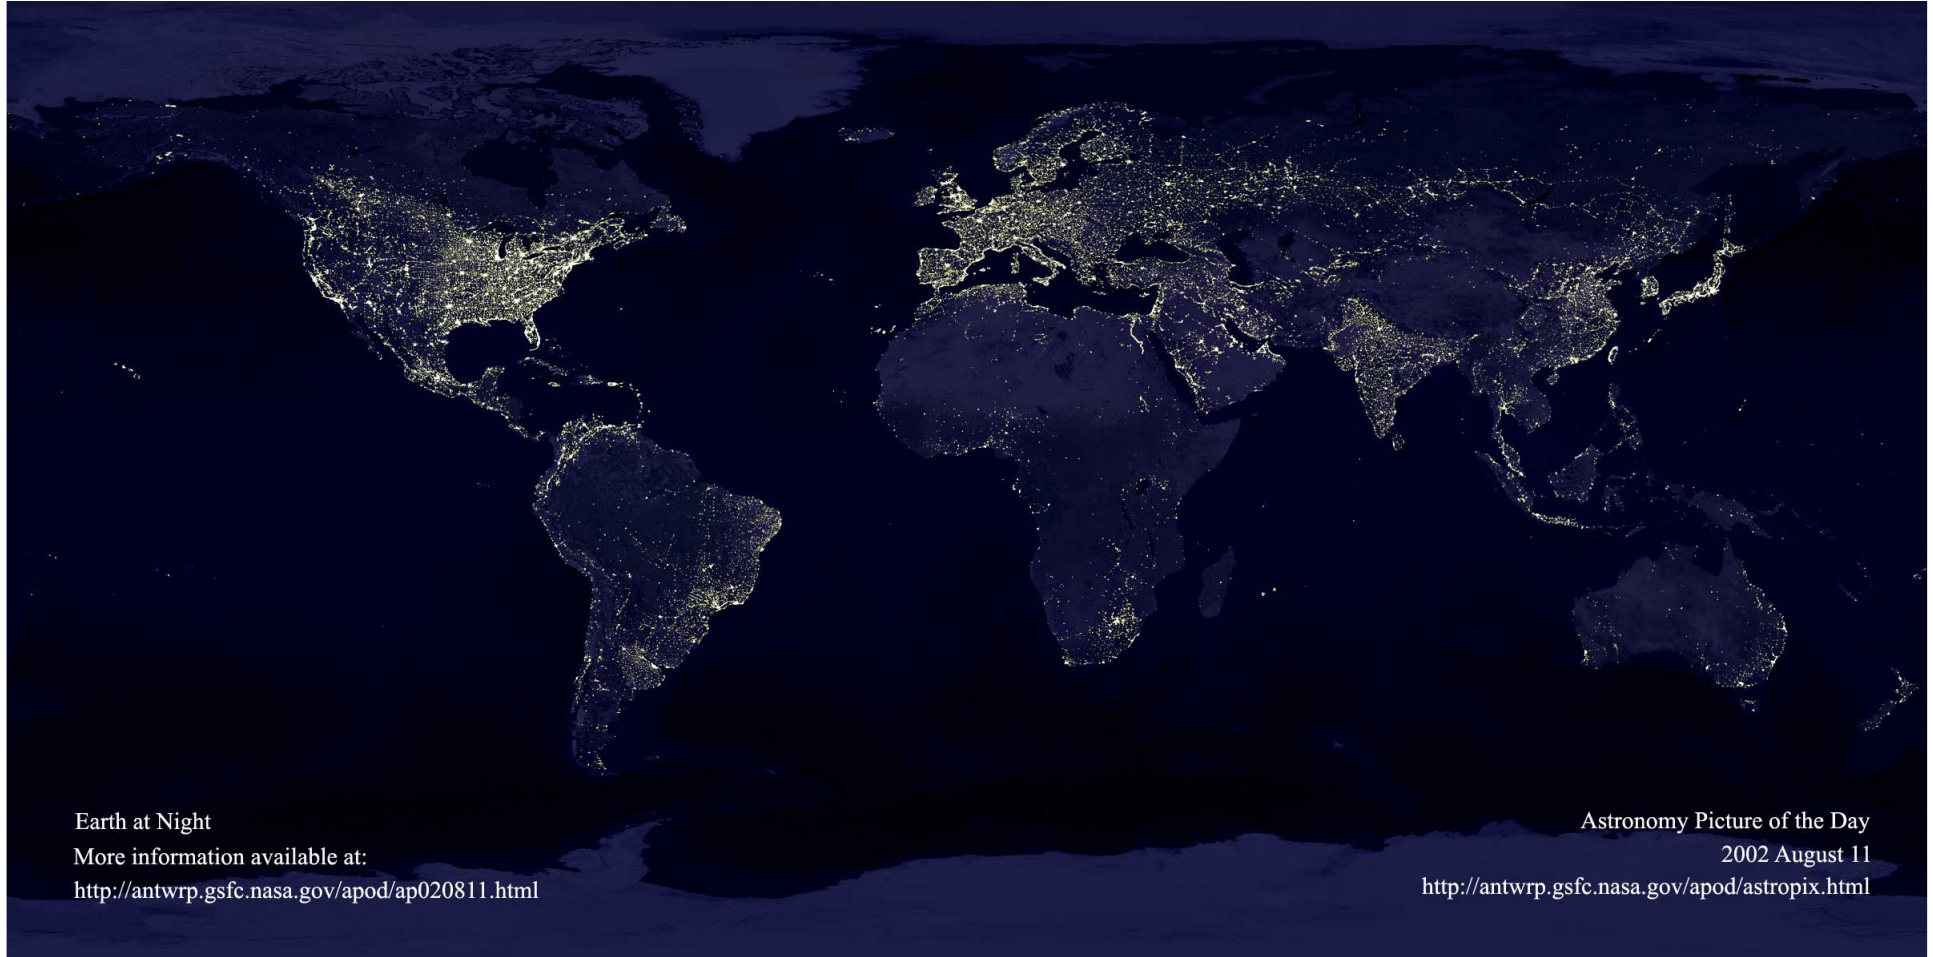 Earth at Night
More information available at:
http://antwrp.gsfc.nasa.gov/apod/ap020811.html
Astronomy Picture of the Day
2002 August 11
http://antwrp.gsfc.nasa.gov/apod/astropix.html